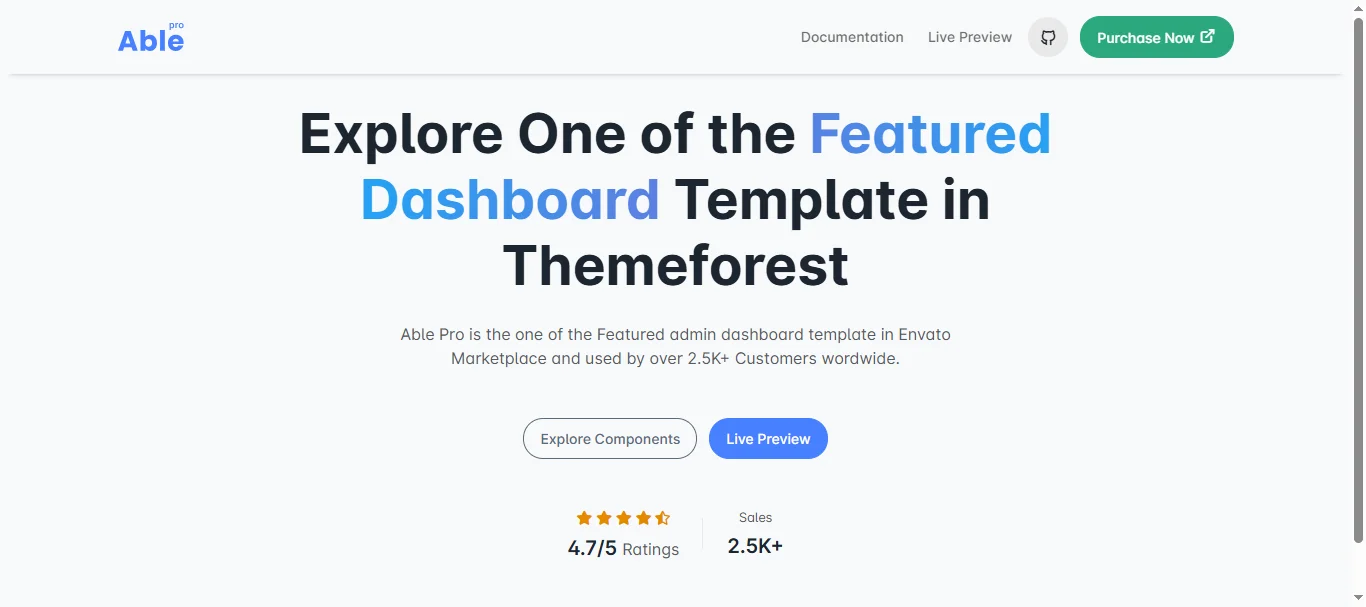 Able pro
Documentation
Live Preview
Purchase Now
Explore One of the Featured
Dashboard Template in
Themeforest
Able Pro is the one of the Featured admin dashboard template in Envato
Marketplace and used by over 2.5K+ Customers wordwide.
Explore Components
Live Preview
4.7/5 Ratings
Sales
2.5K+